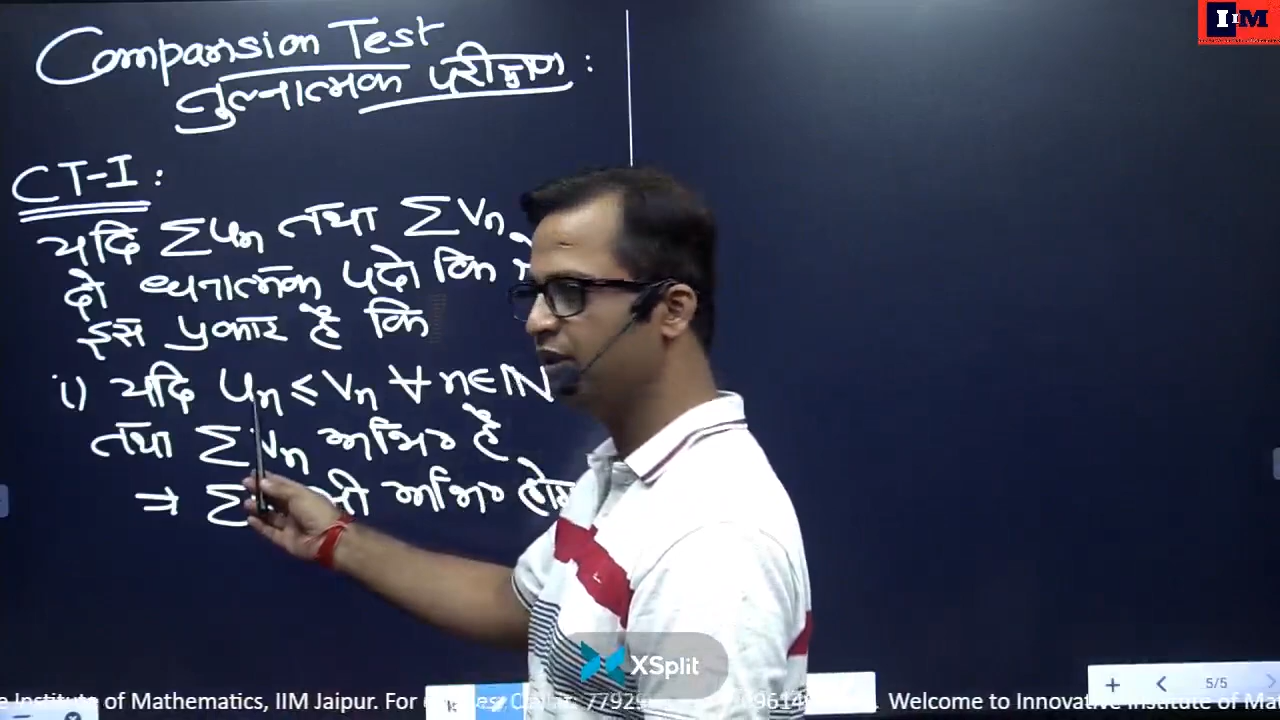 Comparision Test
तुलनात्मक परीक्षण :
CT-I :
यदि Σun तथा Σvn
दो धनात्मक पदो कि
इस प्रकार है कि
i) यदि un ≤ vn ∀ n∈IN
तथा Σvn अभि॰ है
⇒ Σ भी अभि॰
IIM
XSplit
5/5
Institute of Mathematics, IIM Jaipur. For Welcome to Innovative Institute of Ma